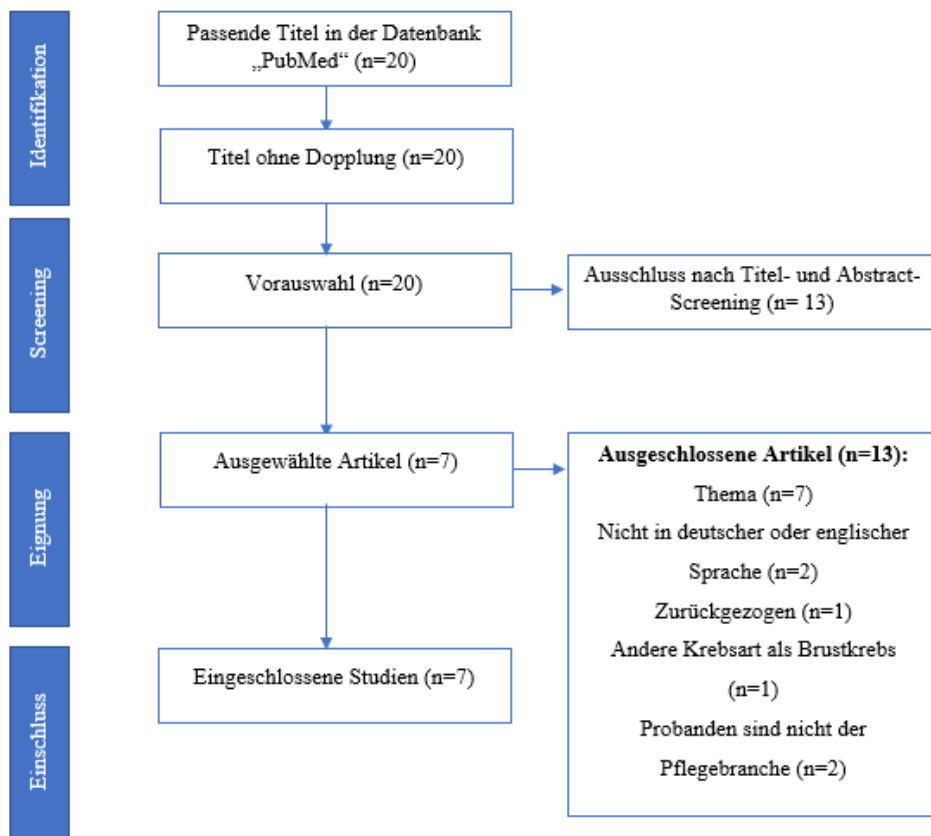 Identifikation
Passende Titel in der Datenbank
„PubMed“ (n=20)
Titel ohne Dopplung (n=20)
Screening
Vorauswahl (n=20)
Ausschluss nach Titel- und Abstract-
Screening (n= 13)
Eignung
Ausgewählte Artikel (n=7)
Ausgeschlossene Artikel (n=13):
Thema (n=7)
Nicht in deutscher oder englischer
Sprache (n=2)
Zurückgezogen (n=1)
Andere Krebsart als Brustkrebs
(n=1)
Probanden sind nicht der
Pflegebranche (n=2)
Einschluss
Eingeschlossene Studien (n=7)